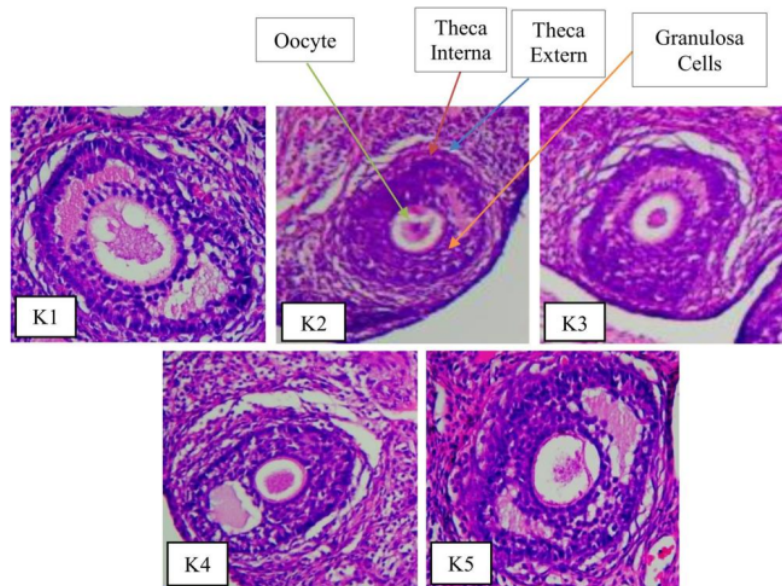 Oocyte
Theca
Interna
Theca
Extern
Granulosa
Cells
K1
K2
K3
K4
K5